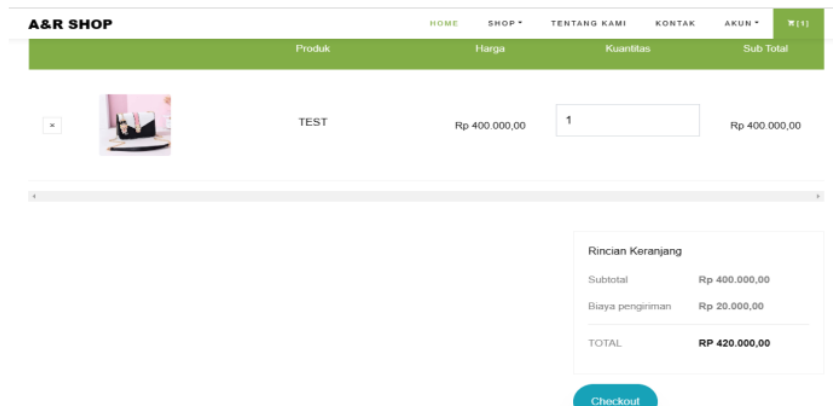 A&R SHOP HOME SHOP TENTANG KAMI KONTAK AKUN [1]
Produk Harga Kuantitas Sub Total
× TEST Rp 400.000,00 1 Rp 400.000,00
Rincian Keranjang
Subtotal Rp 400.000,00
Biaya pengiriman Rp 20.000,00
TOTAL RP 420.000,00
Checkout